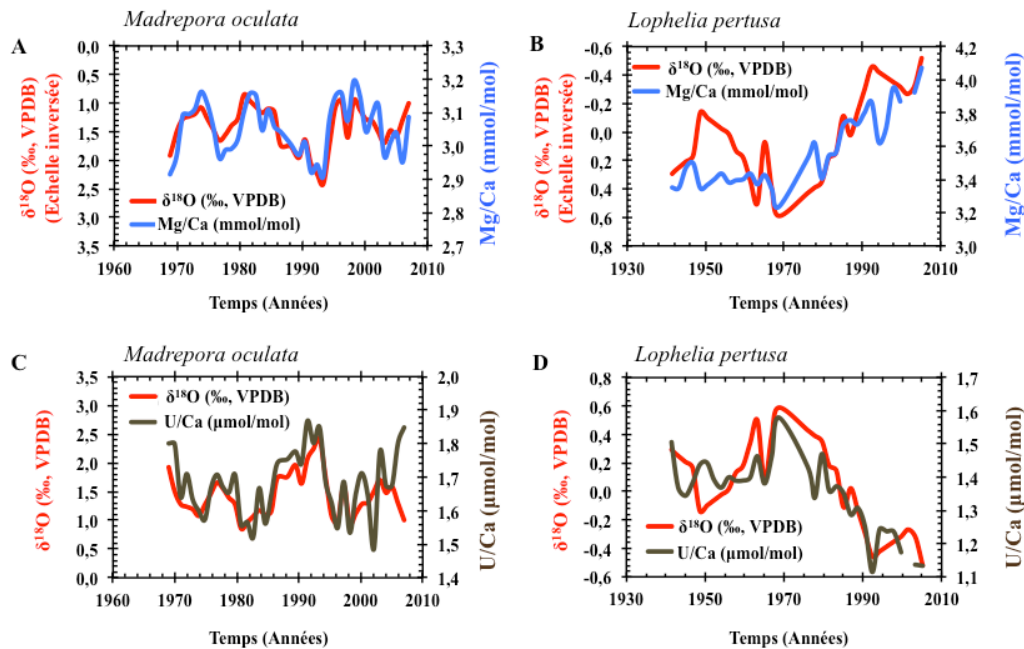 Madrepora oculata
A
δ¹⁸O (‰, VPDB)
(Echelle inversée)
0,0
0,5
1,0
1,5
2,0
2,5
3,0
3,5
δ¹⁸O (‰, VPDB)
Mg/Ca (mmol/mol)
3,3
3,2
3,1
3,0
2,9
2,8
2,7
Mg/Ca (mmol/mol)
1960 1970 1980 1990 2000 2010
Temps (Années)
Lophelia pertusa
B
δ¹⁸O (‰, VPDB)
(Echelle inversée)
-0,6
-0,4
-0,2
0,0
0,2
0,4
0,6
0,8
δ¹⁸O (‰, VPDB)
Mg/Ca (mmol/mol)
4,2
4,0
3,8
3,6
3,4
3,2
3,0
Mg/Ca (mmol/mol)
1930 1950 1970 1990 2010
Temps (Années)
Madrepora oculata
C
δ¹⁸O (‰, VPDB)
3,5
3,0
2,5
2,0
1,5
1,0
0,5
0,0
δ¹⁸O (‰, VPDB)
U/Ca (µmol/mol)
2,0
1,9
1,8
1,7
1,6
1,5
1,4
U/Ca (µmol/mol)
1960 1970 1980 1990 2000 2010
Temps (Années)
Lophelia pertusa
D
δ¹⁸O (‰, VPDB)
0,8
0,6
0,4
0,2
0,0
-0,2
-0,4
-0,6
δ¹⁸O (‰, VPDB)
U/Ca (µmol/mol)
1,7
1,6
1,5
1,4
1,3
1,2
1,1
U/Ca (µmol/mol)
1930 1950 1970 1990 2010
Temps (Années)